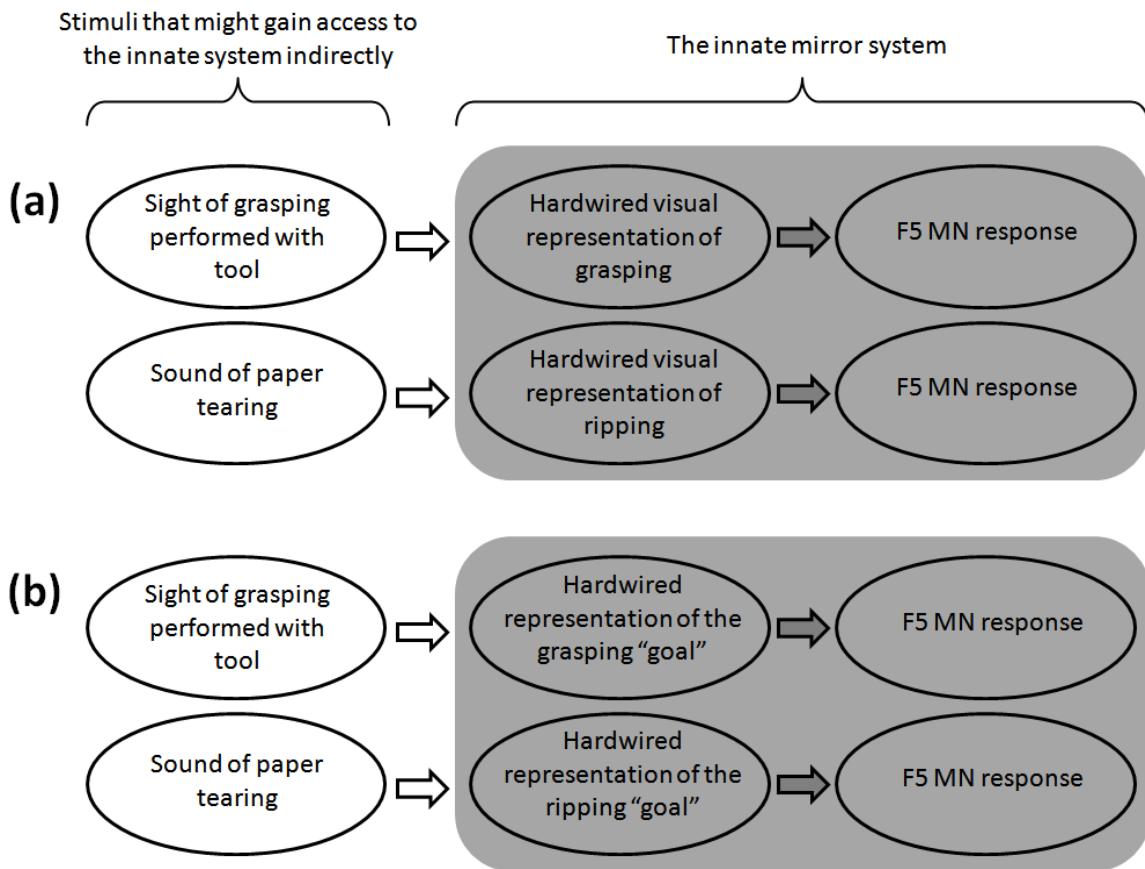 Stimuli that might gain access to
the innate system indirectly
The innate mirror system
(a)
Sight of grasping
performed with
tool
Hardwired visual
representation of
grasping
F5 MN response
Sound of paper
tearing
Hardwired visual
representation of
ripping
F5 MN response
(b)
Sight of grasping
performed with
tool
Hardwired
representation of the
grasping “goal”
F5 MN response
Sound of paper
tearing
Hardwired
representation of the
ripping “goal”
F5 MN response